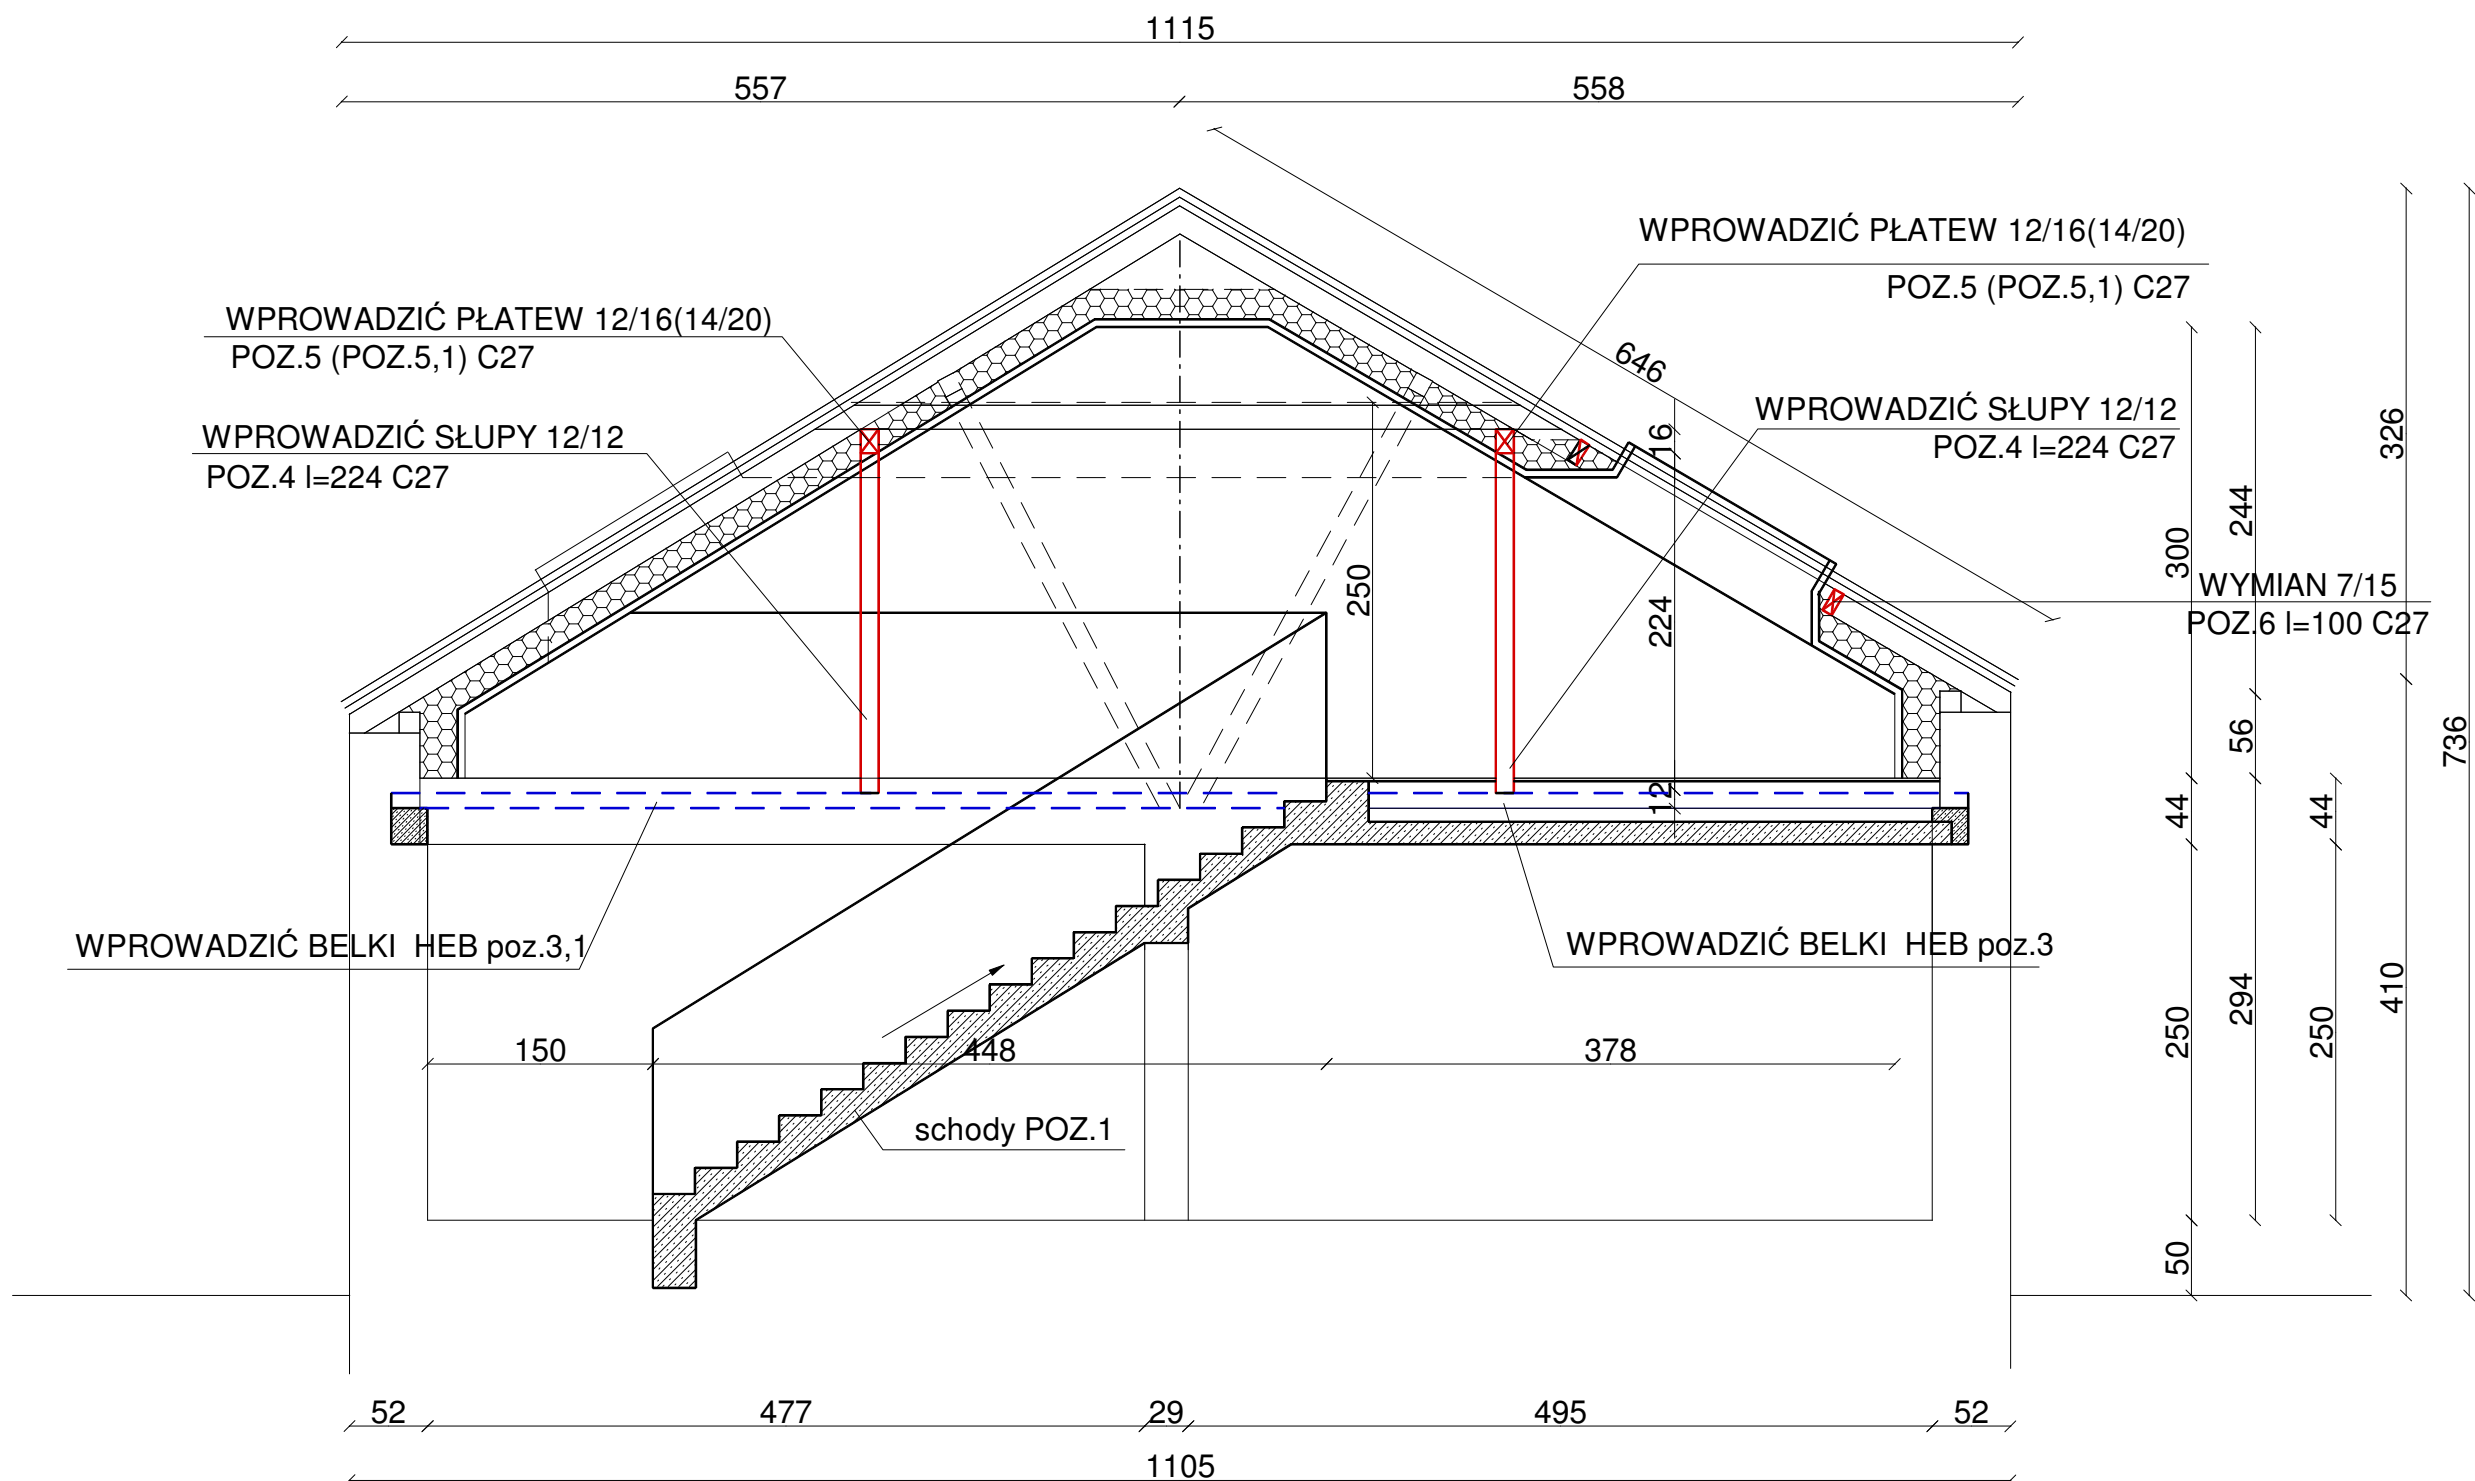 1115
557
558
WPROWADZIĆ PŁATEW 12/16(14/20)
POZ.5 (POZ.5,1) C27
WPROWADZIĆ PŁATEW 12/16(14/20)
POZ.5 (POZ.5,1) C27
646
WPROWADZIĆ SŁUPY 12/12
POZ.4 l=224 C27
WPROWADZIĆ SŁUPY 12/12
POZ.4 l=224 C27
16
326
244
300
250
224
WYMIAN 7/15
POZ.6 l=100 C27
56
736
12
44
44
WPROWADZIĆ BELKI  HEB poz.3,1
WPROWADZIĆ BELKI  HEB poz.3
410
294
250
250
150
448
378
schody POZ.1
50
52
477
29
495
52
1105